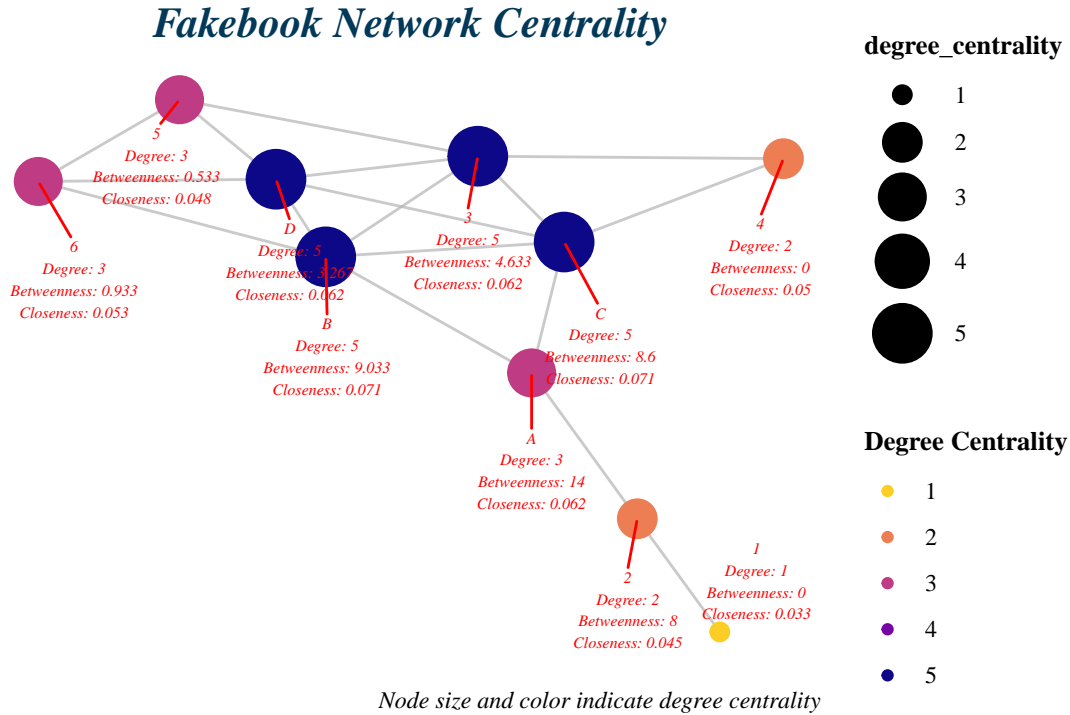 Fakebook Network Centrality
5
Degree: 3
Betweenness: 0.533
Closeness: 0.048
6
Degree: 3
Betweenness: 0.933
Closeness: 0.053
D
Degree: 5
Betweenness: 3.267
Closeness: 0.062
3
Degree: 5
Betweenness: 4.633
Closeness: 0.062
4
Degree: 2
Betweenness: 0
Closeness: 0.05
B
Degree: 5
Betweenness: 9.033
Closeness: 0.071
C
Degree: 5
Betweenness: 8.6
Closeness: 0.071
A
Degree: 3
Betweenness: 14
Closeness: 0.062
2
Degree: 2
Betweenness: 8
Closeness: 0.045
1
Degree: 1
Betweenness: 0
Closeness: 0.033
Node size and color indicate degree centrality
degree_centrality
1
2
3
4
5
Degree Centrality
1
2
3
4
5